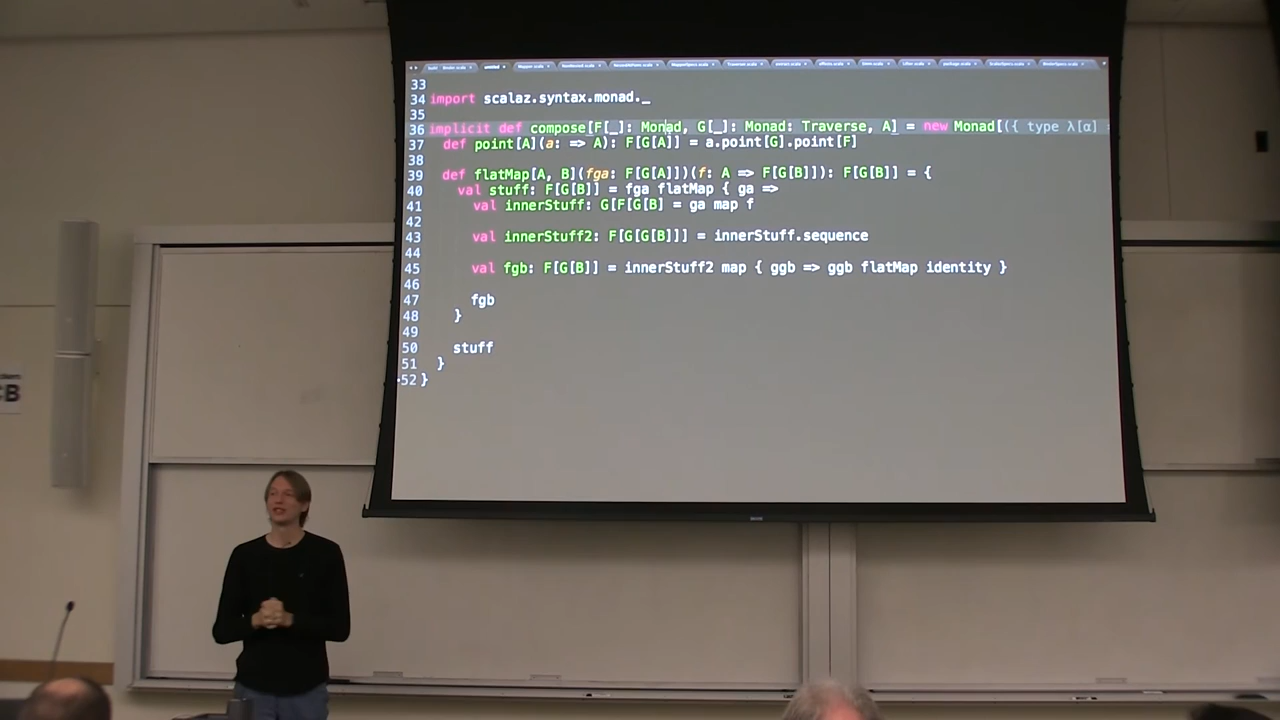 33
34 import scalaz.syntax.monad._
35
36 implicit def compose[F[_]: Monad, G[_]: Monad: Traverse, A] = new Monad[({ type λ[α] =
37 def point[A](a: => A): F[G[A]] = a.point[G].point[F]
38
39 def flatMap[A, B](fga: F[G[A]])(f: A => F[G[B]]): F[G[B]] = {
40 val stuff: F[G[B]] = fga flatMap { ga =>
41 val innerStuff: G[F[G[B] = ga map f
42
43 val innerStuff2: F[G[G[B]]] = innerStuff.sequence
44
45 val fgb: F[G[B]] = innerStuff2 map { ggb => ggb flatMap identity }
46
47 fgb
48 }
49
50 stuff
51 }
52 }
CB